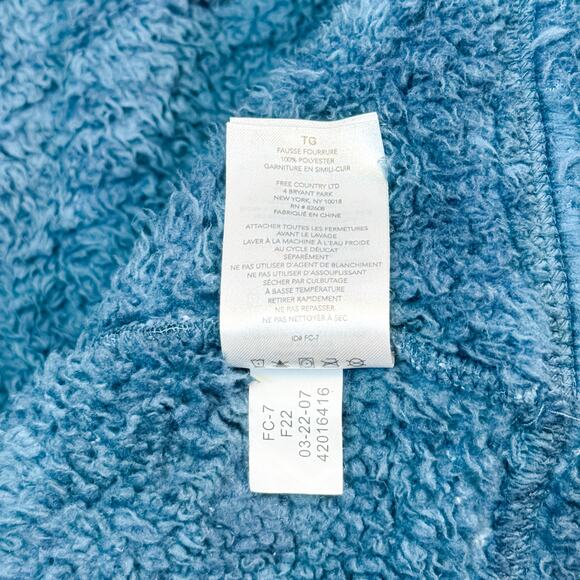 TG
FAUSSE FOURRURE
100% POLYESTER
GARNITURE EN SIMILI-CUIR
FREE COUNTRY LTD
4 BRYANT PARK
NEW YORK, NY 10018
RN # 82608
FABRIQUÉ EN CHINE
ATTACHER TOUTES LES FERMETURES
AVANT LE LAVAGE
LAVER À LA MACHINE À L'EAU FROIDE
AU CYCLE DÉLICAT
SÉPARÉMENT
NE PAS UTILISER D'AGENT DE BLANCHIMENT
NE PAS UTILISER D'ASSOUPLISSANT
SÉCHER PAR CULBUTAGE
À BASSE TEMPÉRATURE
RETIRER RAPIDEMENT
NE PAS REPASSER
NE PAS NETTOYER À SEC
ID# FC-7
FC-7
F22
03-22-07
42016416